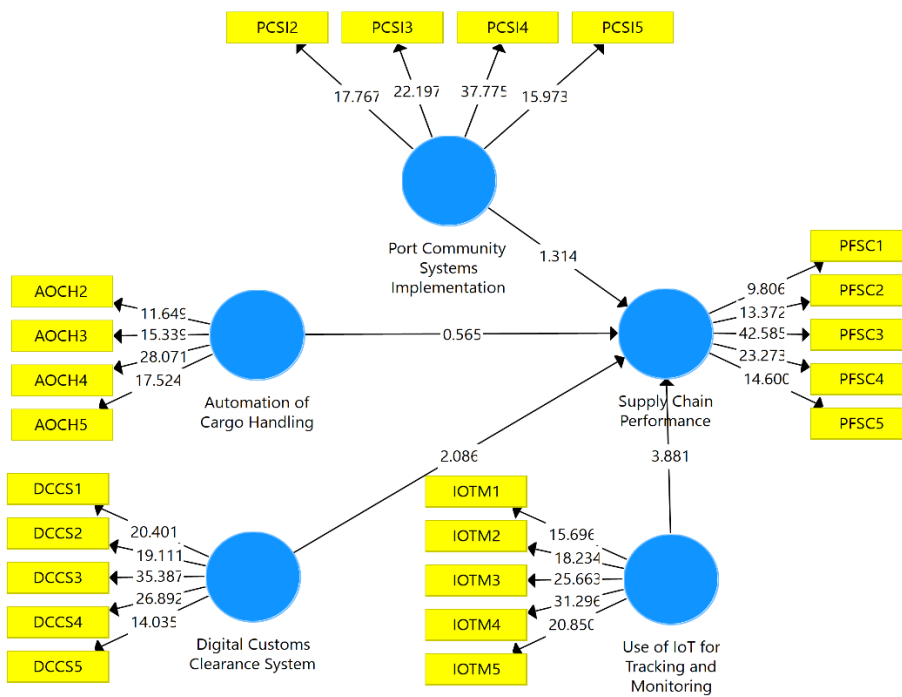 PCSI2 PCSI3 PCSI4 PCSI5
17.767 22.197 37.775 15.973
Port Community
Systems
Implementation
1.314
PFSC1
PFSC2
PFSC3
PFSC4
PFSC5
9.806
13.372
42.585
23.273
14.600
Supply Chain
Performance
AOCH2
AOCH3
AOCH4
AOCH5
11.649
15.339
28.071
17.524
Automation of
Cargo Handling
0.565
2.086
3.881
DCCS1
DCCS2
DCCS3
DCCS4
DCCS5
20.401
19.111
35.387
26.892
14.035
Digital Customs
Clearance System
IOTM1
IOTM2
IOTM3
IOTM4
IOTM5
15.696
18.234
25.663
31.296
20.850
Use of IoT for
Tracking and
Monitoring